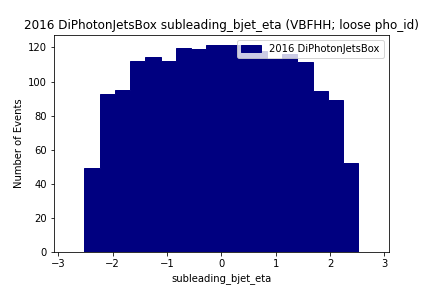 2016 DiPhotonJetsBox subleading_bjet_eta (VBFHH; loose pho_id)
2016 DiPhotonJetsBox
120
100
80
60
40
20
0
Number of Events
−3 −2 −1 0 1 2 3
subleading_bjet_eta